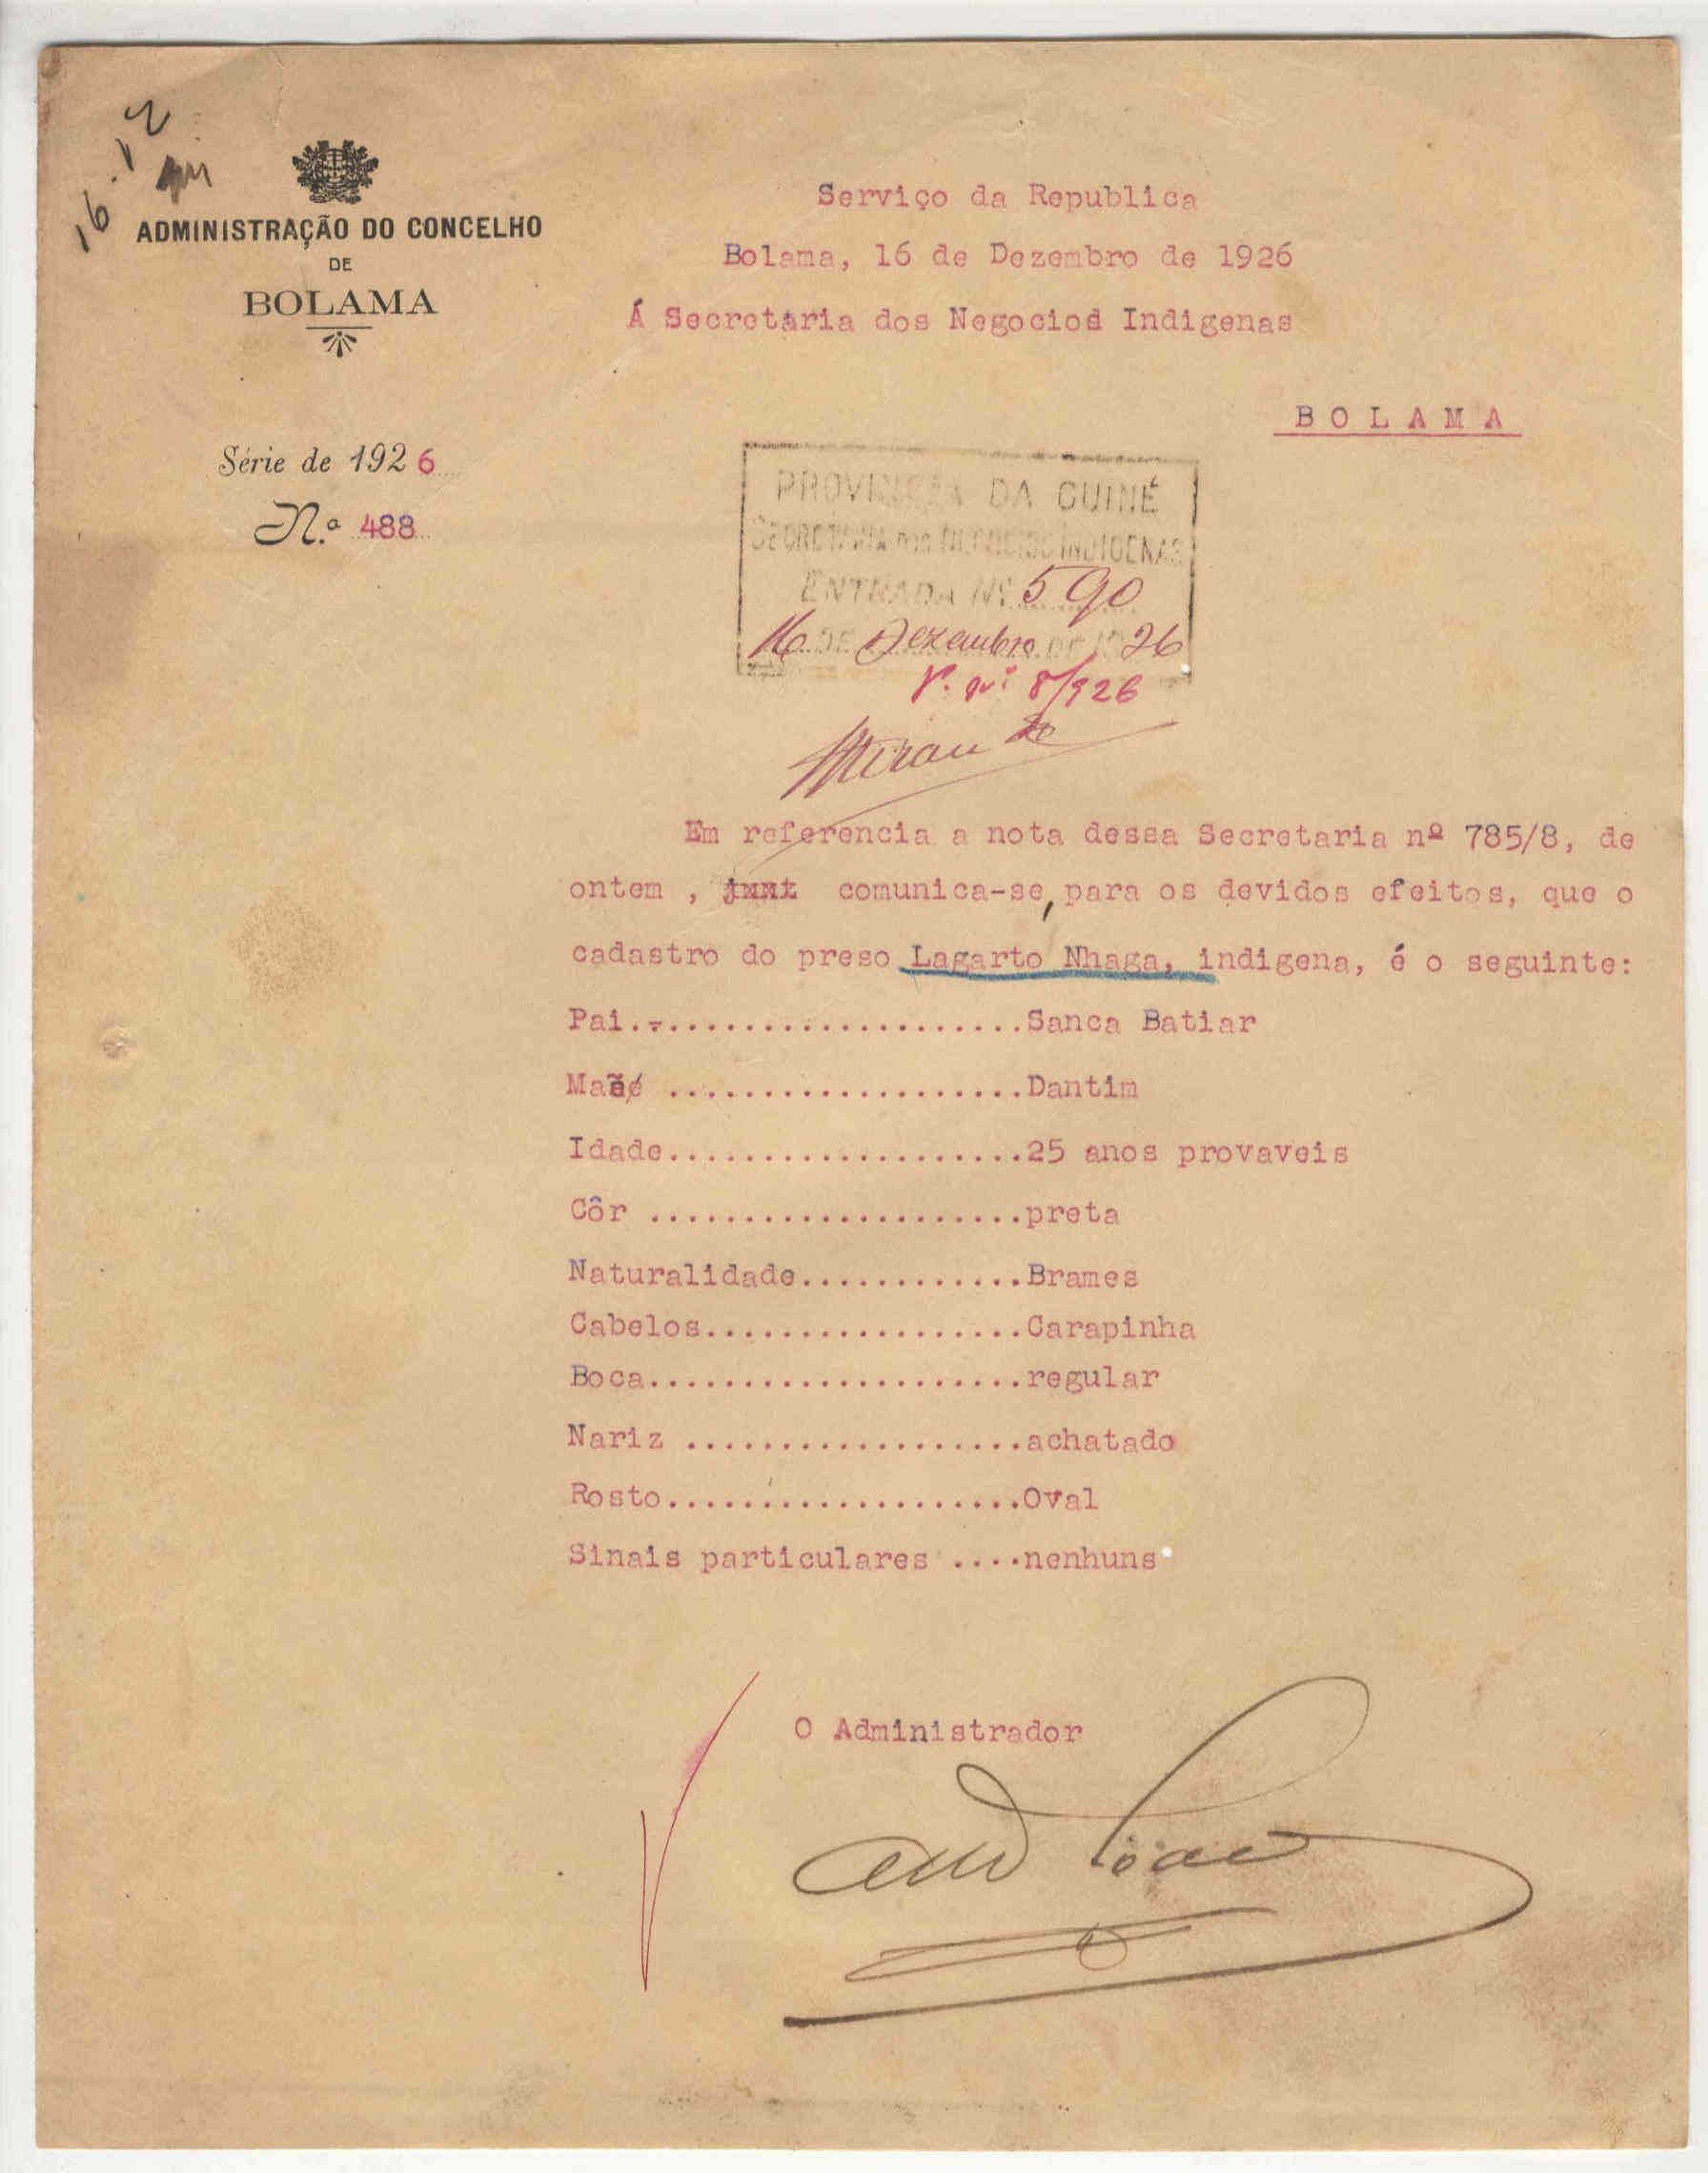 16-12
ADMINISTRAÇÃO DO CONCELHO
DE
BOLAMA
Série de 1926
N.º 488
Serviço da Republica
Bolama, 16 de Dezembro de 1926
Á Secretaria dos Negocios Indigenas
BOLAMA
PROVINCIA DA GUINÉ
SECRETARIA DOS NEGOCIOS INDIGENAS
ENTRADA Nº 590
16 DE Dezembro DE 1926
8/926
Em referencia a nota dessa Secretaria nº 785/8, de
ontem , comunica-se, para os devidos efeitos, que o
cadastro do preso Lagarto Nhaga, indigena, é o seguinte:
Pai.-...................Sanca Batiar
Maẽ ...................Dantim
Idade...................25 anos provaveis
Côr ....................preta
Naturalidade............Brames
Cabelos.................Carapinha
Boca....................regular
Nariz ..................achatado
Rosto...................Oval
Sinais particulares ....nenhuns
O Administrador